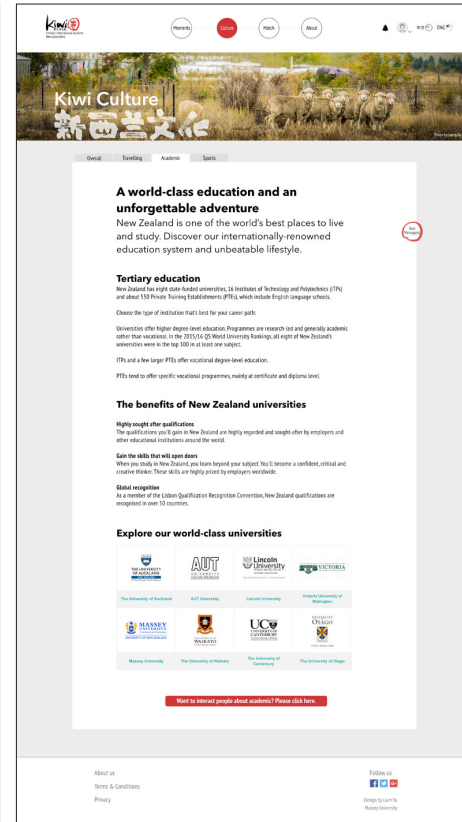 Kiwi
Moments
Culture
Match
About
中文
ENG
Kiwi Culture
新西兰文化
Overall
Travelling
Academic
Sports
Your
Messages
A world-class education and an
unforgettable adventure
New Zealand is one of the world's best places to live
and study. Discover our internationally-renowned
education system and unbeatable lifestyle.
Tertiary education
New Zealand has eight state-funded universities, 16 Institutes of Technology and Polytechnics (ITPs)
and about 550 Private Training Establishments (PTEs), which include English language schools.
Choose the type of institution that's best for your career path:
Universities offer higher degree-level education. Programmes are research-led and generally academic
rather than vocational. In the 2015/16 QS World University Rankings, all eight of New Zealand's
universities were in the top 100 in at least one subject.
ITPs and a few larger PTEs offer vocational degree-level education.
PTEs tend to offer specific vocational programmes, mainly at certificate and diploma level.
The benefits of New Zealand universities
Highly sought after qualifications
The qualifications you'll gain in New Zealand are highly regarded and sought-after by employers and
other educational institutions around the world.
Gain the skills that will open doors
When you study in New Zealand, you learn beyond your subject. You'll become a confident, critical and
creative thinker. These skills are highly prized by employers worldwide.
Global recognition
As a member of the Lisbon Qualification Recognition Convention, New Zealand qualifications are
recognised in over 50 countries.
Explore our world-class universities
THE UNIVERSITY
OF AUCKLAND
AUT
UNIVERSITY
Lincoln
University
VICTORIA
The University of Auckland
AUT University
Lincoln University
Victoria University of
Wellington
MASSEY
UNIVERSITY
WAIKATO
UC
UNIVERSITY OF
CANTERBURY
OTAGO
Massey University
The University of Waikato
The University of
Canterbury
The University of Otago
Want to interact people about academic? Please click here.
About us
Terms & Conditions
Privacy
Follow us
Design by Liam Ye
Massey University